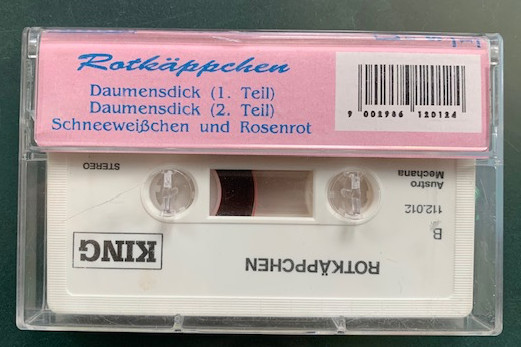 Rotkäppchen
Daumensdick (1. Teil)
Daumensdick (2. Teil)
Schneeweißchen und Rosenrot
9 002986 120124
ROTKÄPPCHEN
KING
B
112.012
Austro
Mechana
STEREO